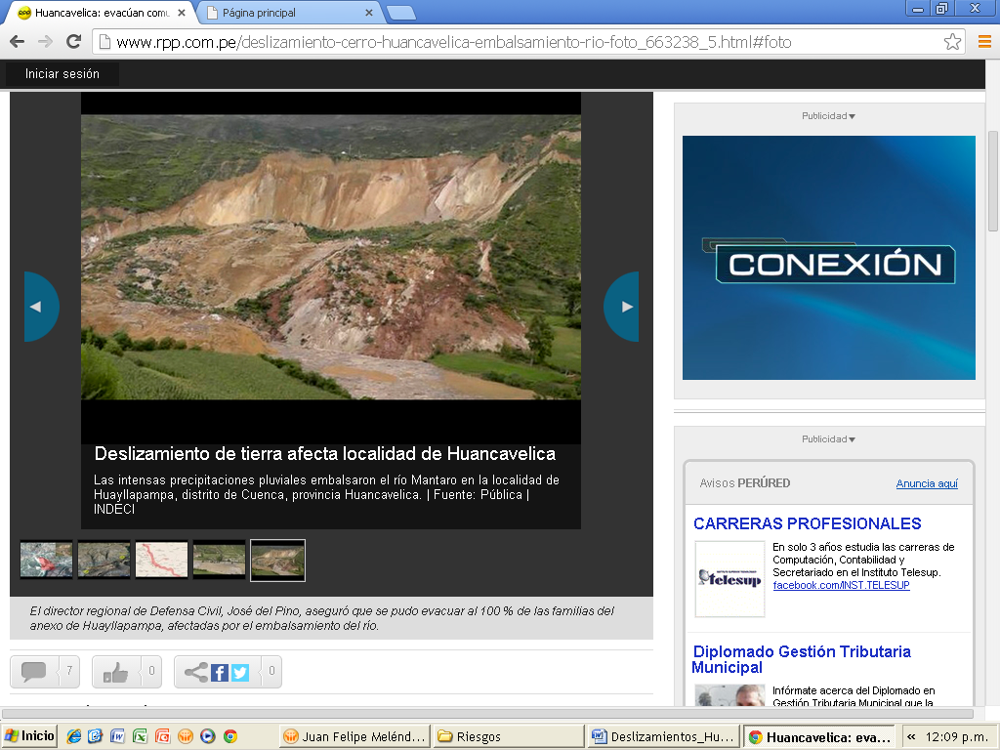 Huancavelica: evacúan com
Página principal
www.rpp.com.pe/deslizamiento-cerro-huancavelica-embalsamiento-rio-foto_663238_5.html#foto
Iniciar sesión
Publicidad
CONEXIÓN
Deslizamiento de tierra afecta localidad de Huancavelica
Las intensas precipitaciones pluviales embalsaron el río Mantaro en la localidad de
Huayllapampa, distrito de Cuenca, provincia Huancavelica. | Fuente: Pública |
INDECI
El director regional de Defensa Civil, José del Pino, aseguró que se pudo evacuar al 100 % de las familias del
anexo de Huayllapampa, afectadas por el embalsamiento del río.
7
0
0
Publicidad
Avisos PERÚRED
Anuncia aquí
CARRERAS PROFESIONALES
telesup
En solo 3 años estudia las carreras de
Computación, Contabilidad y
Secretariado en el Instituto Telesup.
facebook.com/INST.TELESUP
Diplomado Gestión Tributaria
Municipal
Infórmate acerca del Diplomado en
Gestión Tributaria Municipal que la
Inicio
Juan Felipe Melénd...
Riesgos
Deslizamientos_Hu...
Huancavelica: eva...
12:09 p.m.